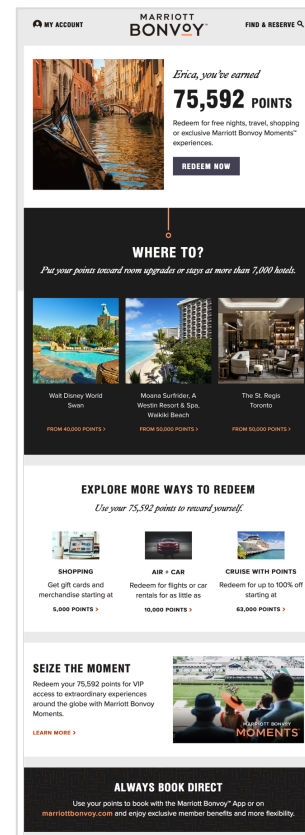 MY ACCOUNT
MARRIOTT
BONVOY™
FIND & RESERVE
Erica, you've earned
75,592 POINTS
Redeem for free nights, travel, shopping
or exclusive Marriott Bonvoy Moments™
experiences.
REDEEM NOW
WHERE TO?
Put your points toward room upgrades or stays at more than 7,000 hotels.
Walt Disney World
Swan
FROM 40,000 POINTS >
Moana Surfrider, A
Westin Resort & Spa,
Waikiki Beach
FROM 50,000 POINTS >
The St. Regis
Toronto
FROM 50,000 POINTS >
EXPLORE MORE WAYS TO REDEEM
Use your 75,592 points to reward yourself.
SHOPPING
Get gift cards and
merchandise starting at
5,000 POINTS >
AIR + CAR
Redeem for flights or car
rentals for as little as
10,000 POINTS >
CRUISE WITH POINTS
Redeem for up to 100% off
starting at
63,000 POINTS >
SEIZE THE MOMENT
Redeem your 75,592 points for VIP
access to extraordinary experiences
around the globe with Marriott Bonvoy
Moments.
LEARN MORE >
MARRIOTT BONVOY
MOMENTS
ALWAYS BOOK DIRECT
Use your points to book with the Marriott Bonvoy™ App or on
marriottbonvoy.com and enjoy exclusive member benefits and more flexibility.